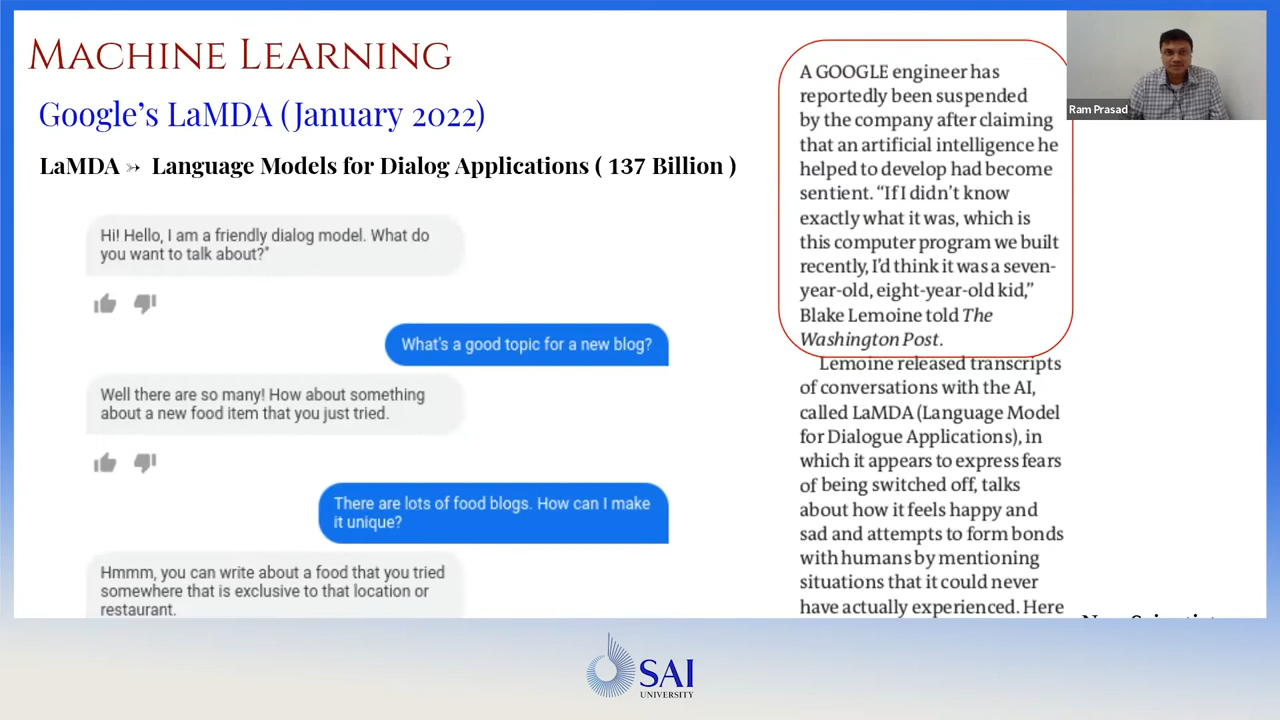 MACHINE LEARNING
Google's LaMDA (January 2022)
LaMDA ➳ Language Models for Dialog Applications ( 137 Billion )
Hi! Hello, I am a friendly dialog model. What do
you want to talk about?"
What's a good topic for a new blog?
Well there are so many! How about something
about a new food item that you just tried.
There are lots of food blogs. How can I make
it unique?
Hmmm, you can write about a food that you tried
somewhere that is exclusive to that location or
restaurant.
A GOOGLE engineer has
reportedly been suspended
by the company after claiming
that an artificial intelligence he
helped to develop had become
sentient. “If I didn’t know
exactly what it was, which is
this computer program we built
recently, I’d think it was a seven-
year-old, eight-year-old kid,”
Blake Lemoine told The
Washington Post.
Lemoine released transcripts
of conversations with the AI,
called LaMDA (Language Model
for Dialogue Applications), in
which it appears to express fears
of being switched off, talks
about how it feels happy and
sad and attempts to form bonds
with humans by mentioning
situations that it could never
have actually experienced. Here
Ram Prasad
SAI
UNIVERSITY